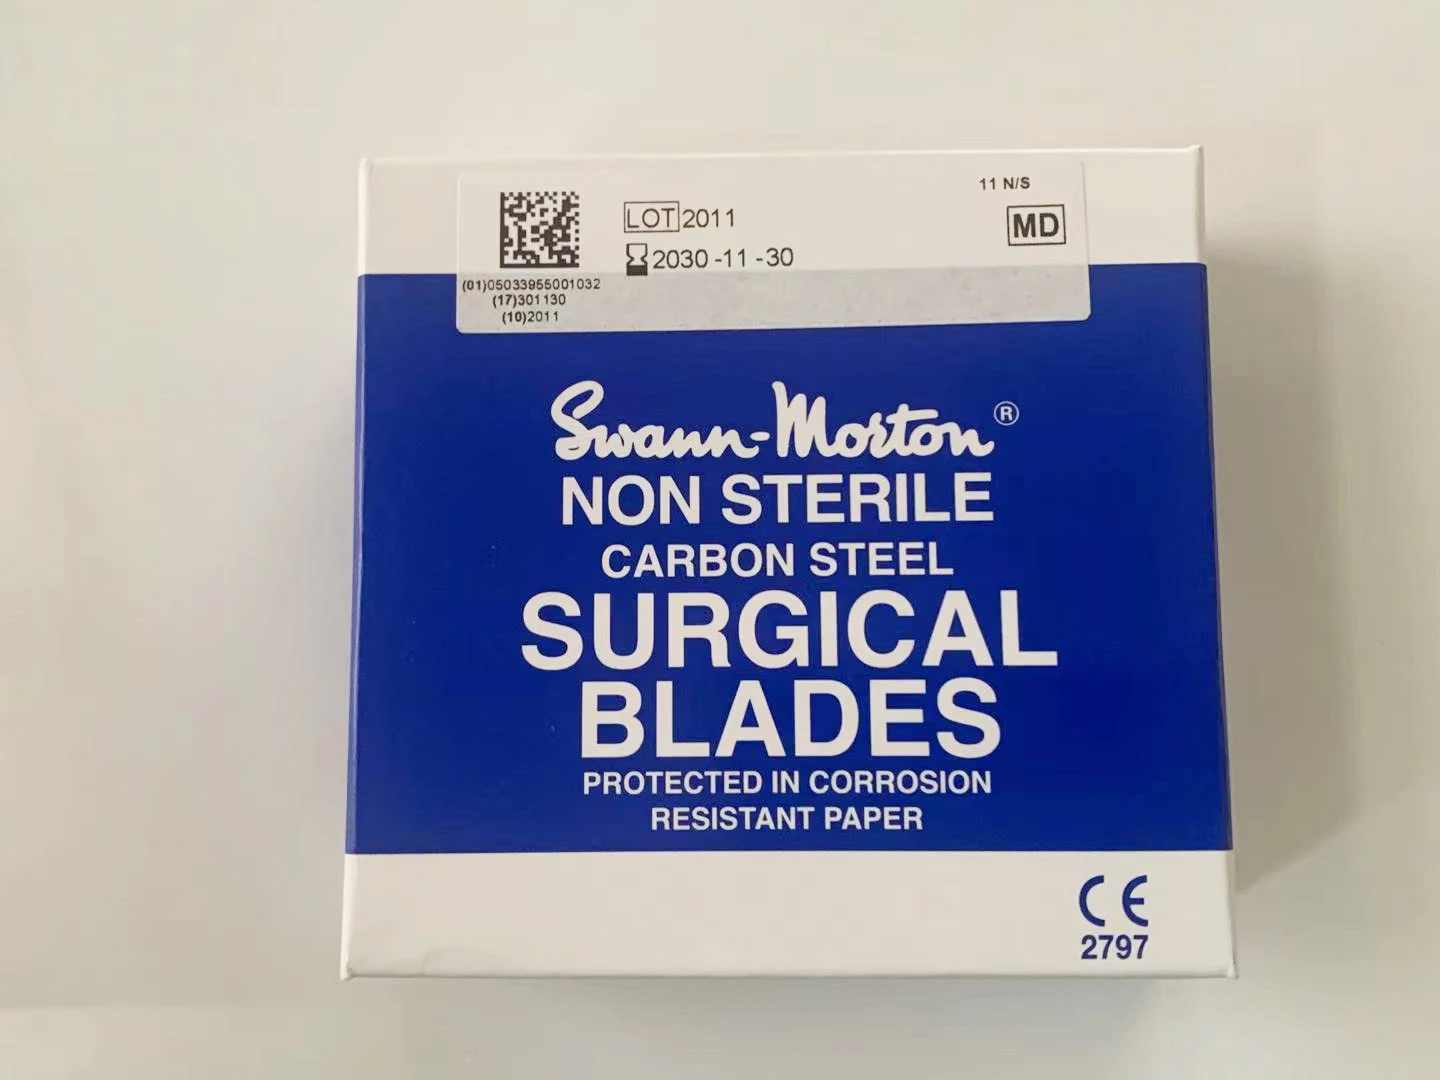 11 N/S
LOT 2011
MD
2030-11-30
(01)05033955001032
(17)301130
(10)2011
Swann-Morton®
NON STERILE
CARBON STEEL
SURGICAL
BLADES
PROTECTED IN CORROSION
RESISTANT PAPER
CE
2797